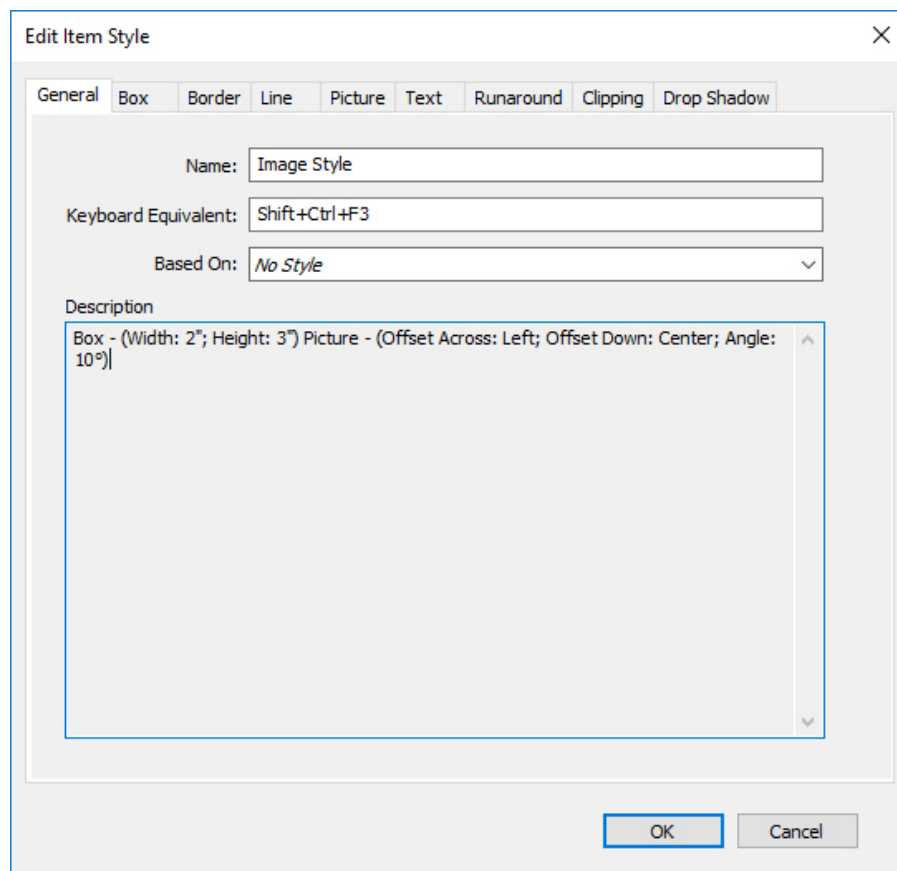 Edit Item Style
General Box Border Line Picture Text Runaround Clipping Drop Shadow
Name: Image Style
Keyboard Equivalent: Shift+Ctrl+F3
Based On: No Style
Description
Box - (Width: 2"; Height: 3") Picture - (Offset Across: Left; Offset Down: Center; Angle:
10°)
OK Cancel